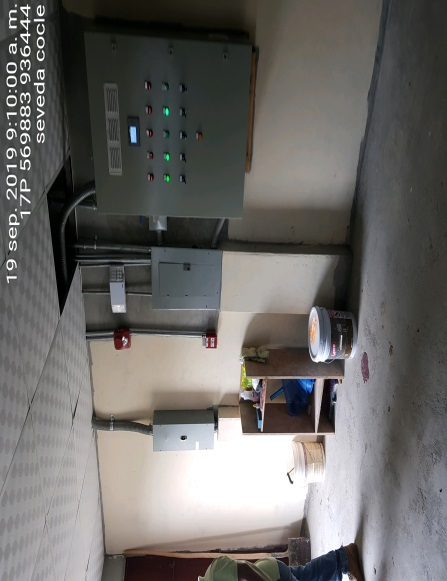 19 sep. 2019 9:10:00 a. m.
17P 569883 936444
seveda cocle